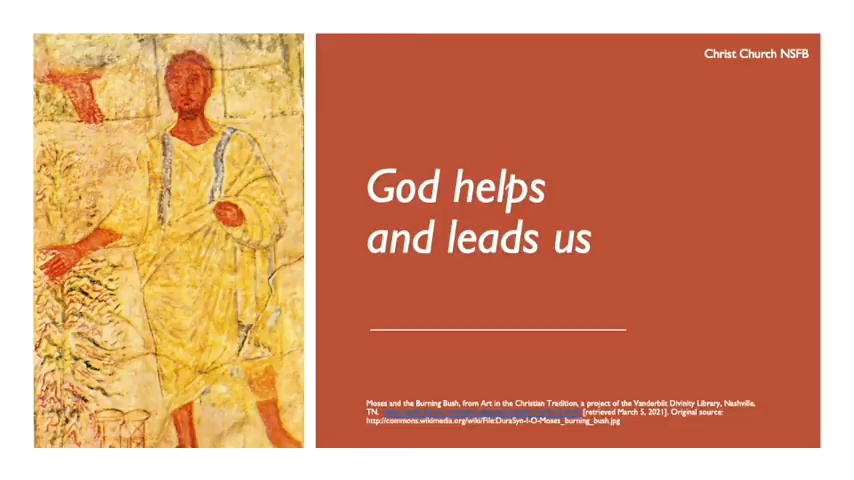 Christ Church NSFB
God helps
and leads us
Moses and the Burning Bush, from Art in the Christian Tradition, a project of the Vanderbilt Divinity Library, Nashville,
TN. [retrieved March 5, 2021]. Original source:
http://commons.wikimedia.org/wiki/File:DuraSyn-I-O-Moses_burning_bush.jpg